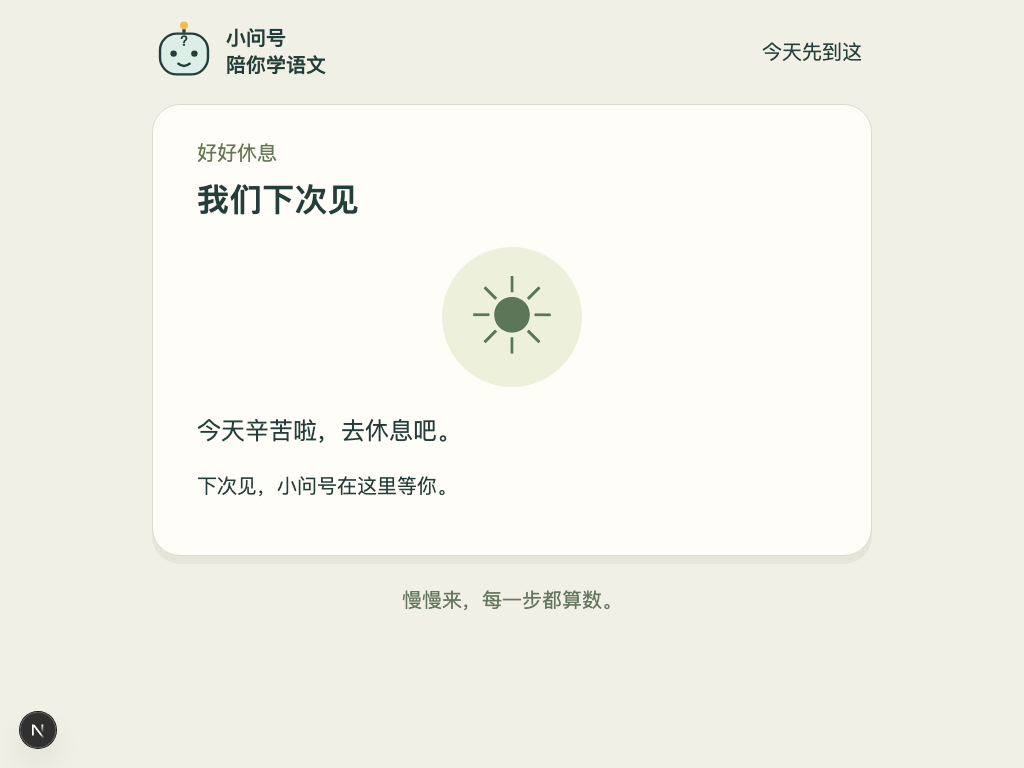 ?
小问号
陪你学语文
今天先到这
好好休息
我们下次见
今天辛苦啦，去休息吧。
下次见，小问号在这里等你。
慢慢来，每一步都算数。
N